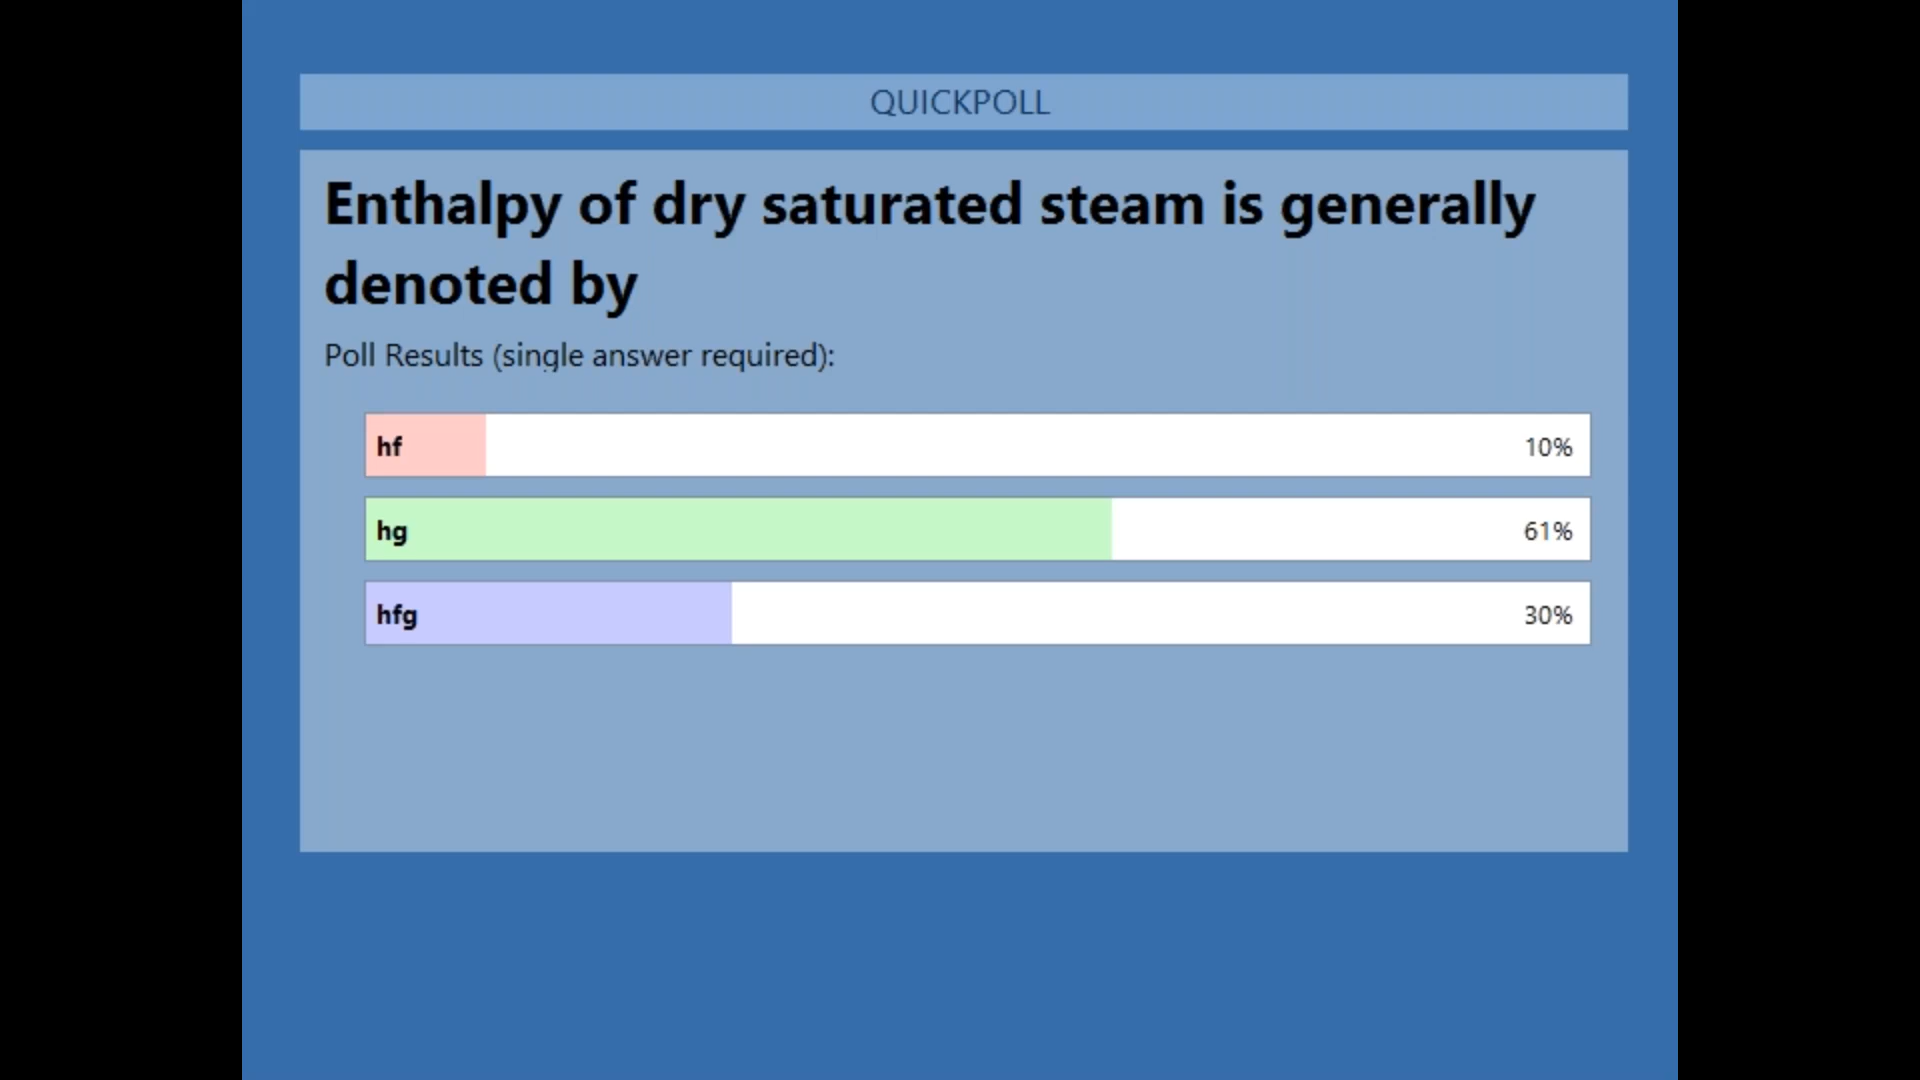 QUICKPOLL
Enthalpy of dry saturated steam is generally
denoted by
Poll Results (single answer required):
hf 10%
hg 61%
hfg 30%